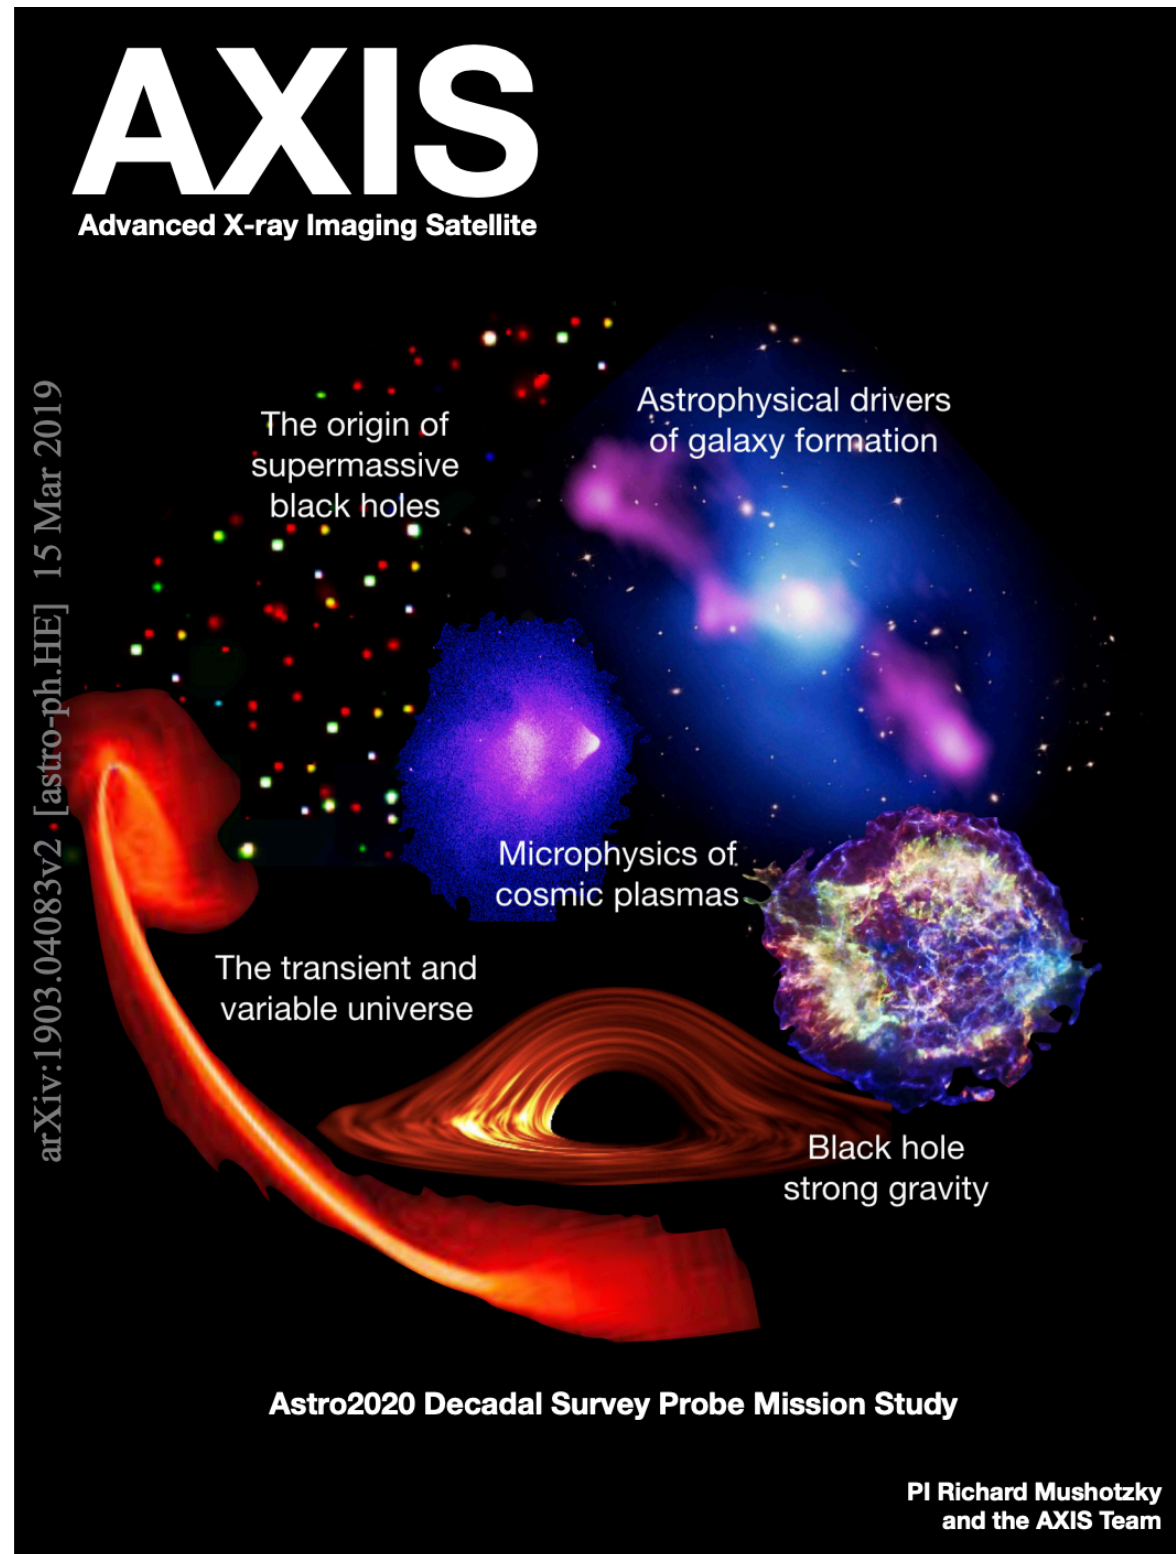 AXIS
Advanced X-ray Imaging Satellite
The origin of
supermassive
black holes
Astrophysical drivers
of galaxy formation
arXiv:1903.04083v2 [astro-ph.HE] 15 Mar 2019
Microphysics of
cosmic plasmas
The transient and
variable universe
Black hole
strong gravity
Astro2020 Decadal Survey Probe Mission Study
PI Richard Mushotzky
and the AXIS Team